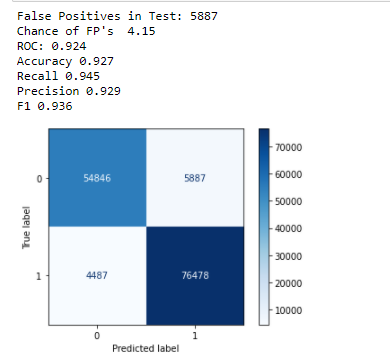 False Positives in Test: 5887
Chance of FP's  4.15
ROC: 0.924
Accuracy 0.927
Recall 0.945
Precision 0.929
F1 0.936
70000
0 54846 5887
60000
50000
True label
40000
30000
1 4487 76478
20000
10000
0 1
Predicted label